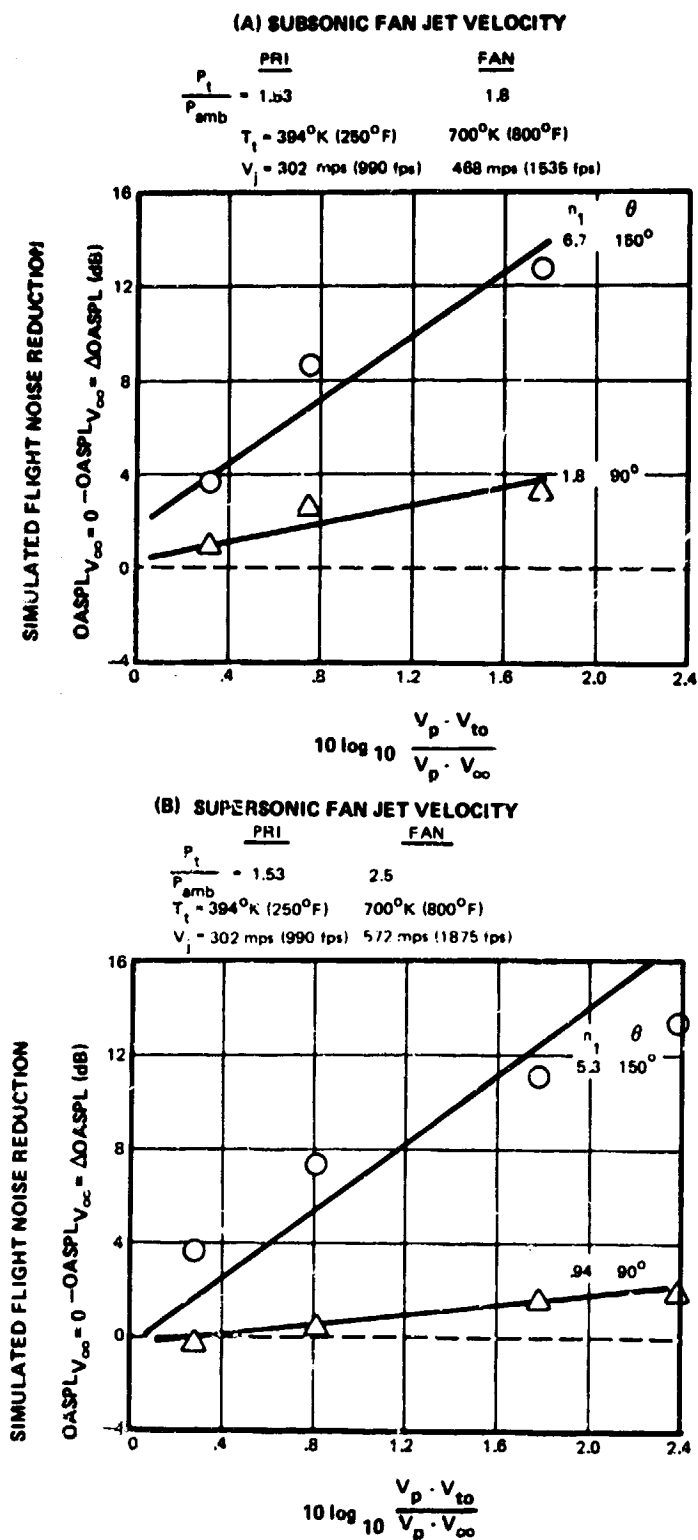 (A) SUBSONIC FAN JET VELOCITY
PRI FAN
P_t / P_amb = 1.53 1.8
T_t = 394°K (250°F) 700°K (800°F)
V_j = 302 mps (990 fps) 468 mps (1535 fps)
16
12
8
4
0
-4
0 .4 .8 1.2 1.6 2.0 2.4
SIMULATED FLIGHT NOISE REDUCTION
OASPL_V∞ = 0 - OASPL_V∞ = ΔOASPL (dB)
n_1 θ
6.7 150°
1.8 90°
10 log 10 V_p · V_to / V_p · V_∞
(B) SUPERSONIC FAN JET VELOCITY
PRI FAN
P_t / P_amb = 1.53 2.5
T_t = 394°K (250°F) 700°K (800°F)
V_j = 302 mps (990 fps) 572 mps (1875 fps)
16
12
8
4
0
-4
0 .4 .8 1.2 1.6 2.0 2.4
SIMULATED FLIGHT NOISE REDUCTION
OASPL_V∞ = 0 - OASPL_V∞ = ΔOASPL (dB)
n_1 θ
5.3 150°
.94 90°
10 log 10 V_p · V_to / V_p · V_∞